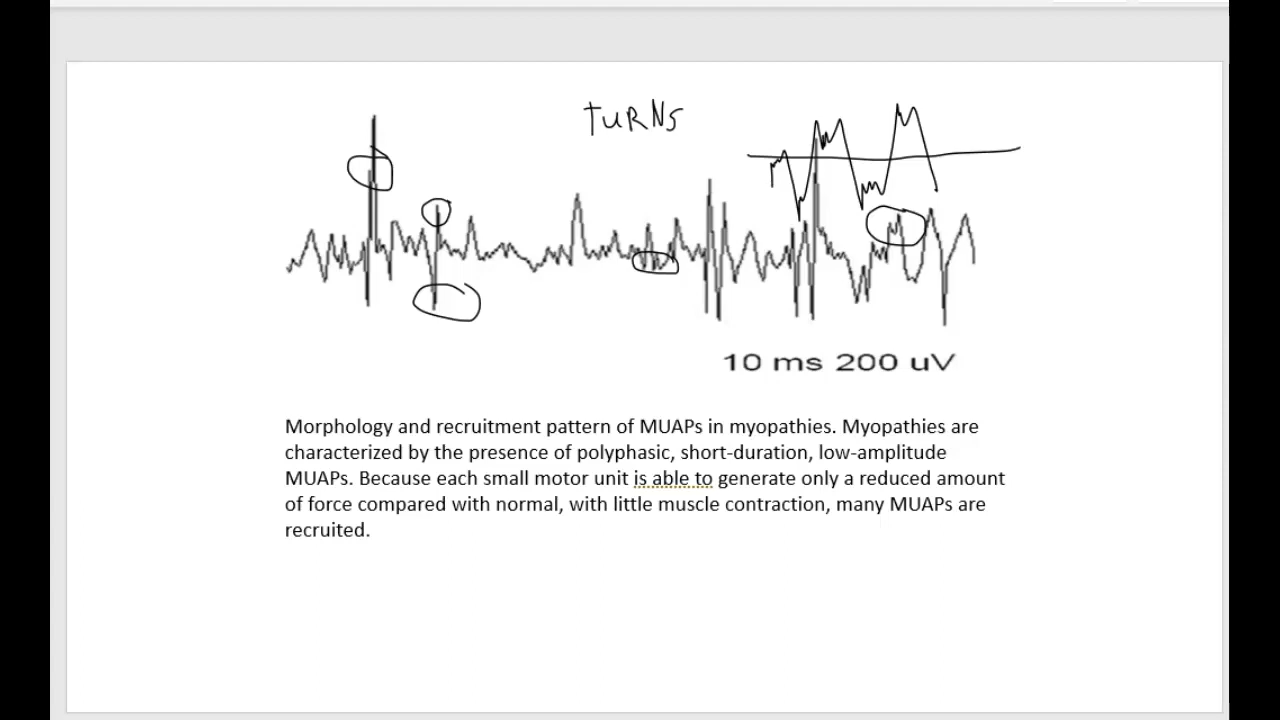 TURNS
10 ms 200 uV
Morphology and recruitment pattern of MUAPs in myopathies. Myopathies are
characterized by the presence of polyphasic, short-duration, low-amplitude
MUAPs. Because each small motor unit is able to generate only a reduced amount
of force compared with normal, with little muscle contraction, many MUAPs are
recruited.